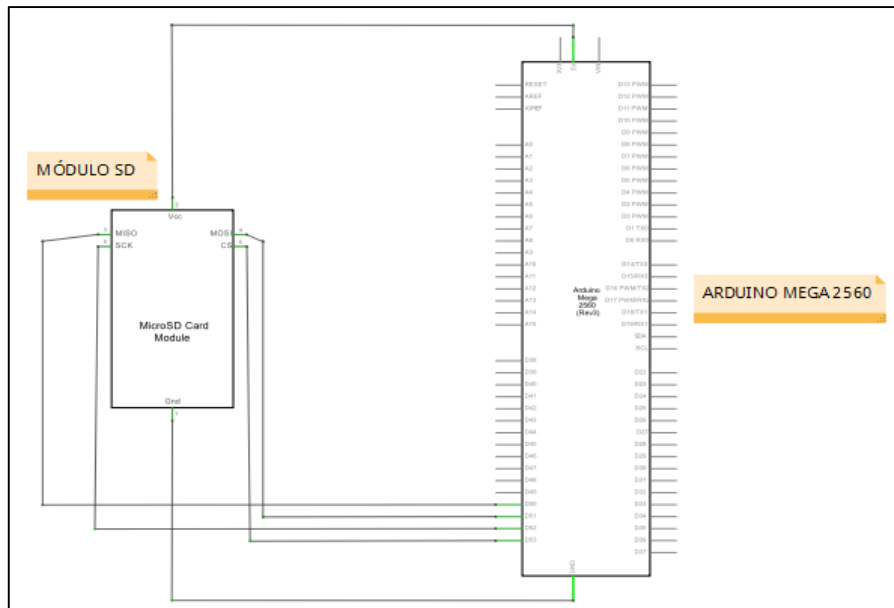 MÓDULO SD
2
Vcc
3
MISO
5
SCK
4
MOSI
6
CS
MicroSD Card
Module
Gnd
1
ARDUINO MEGA 2560
3V3
5V
VIN
RESET
AREF
IOREF
A0
A1
A2
A3
A4
A5
A6
A7
A8
A9
A10
A11
A12
A13
A14
A15
D38
D39
D40
D41
D42
D43
D44
D45
D46
D47
D48
D49
D50
D51
D52
D53
Arduino
Mega
2560
(Rev3)
D13 PWM
D12 PWM
D11 PWM
D10 PWM
D9 PWM
D8 PWM
D7 PWM
D6 PWM
D5 PWM
D4 PWM
D3 PWM
D1 TX0
D0 RX0
D14/TX3
D15/RX3
D16 PWM/TX2
D17 PWM/RX2
D18/TX1
D19/RX1
SDA
SCL
D22
D23
D24
D25
D26
D27
D28
D29
D30
D31
D32
D33
D34
D35
D36
D37
GND